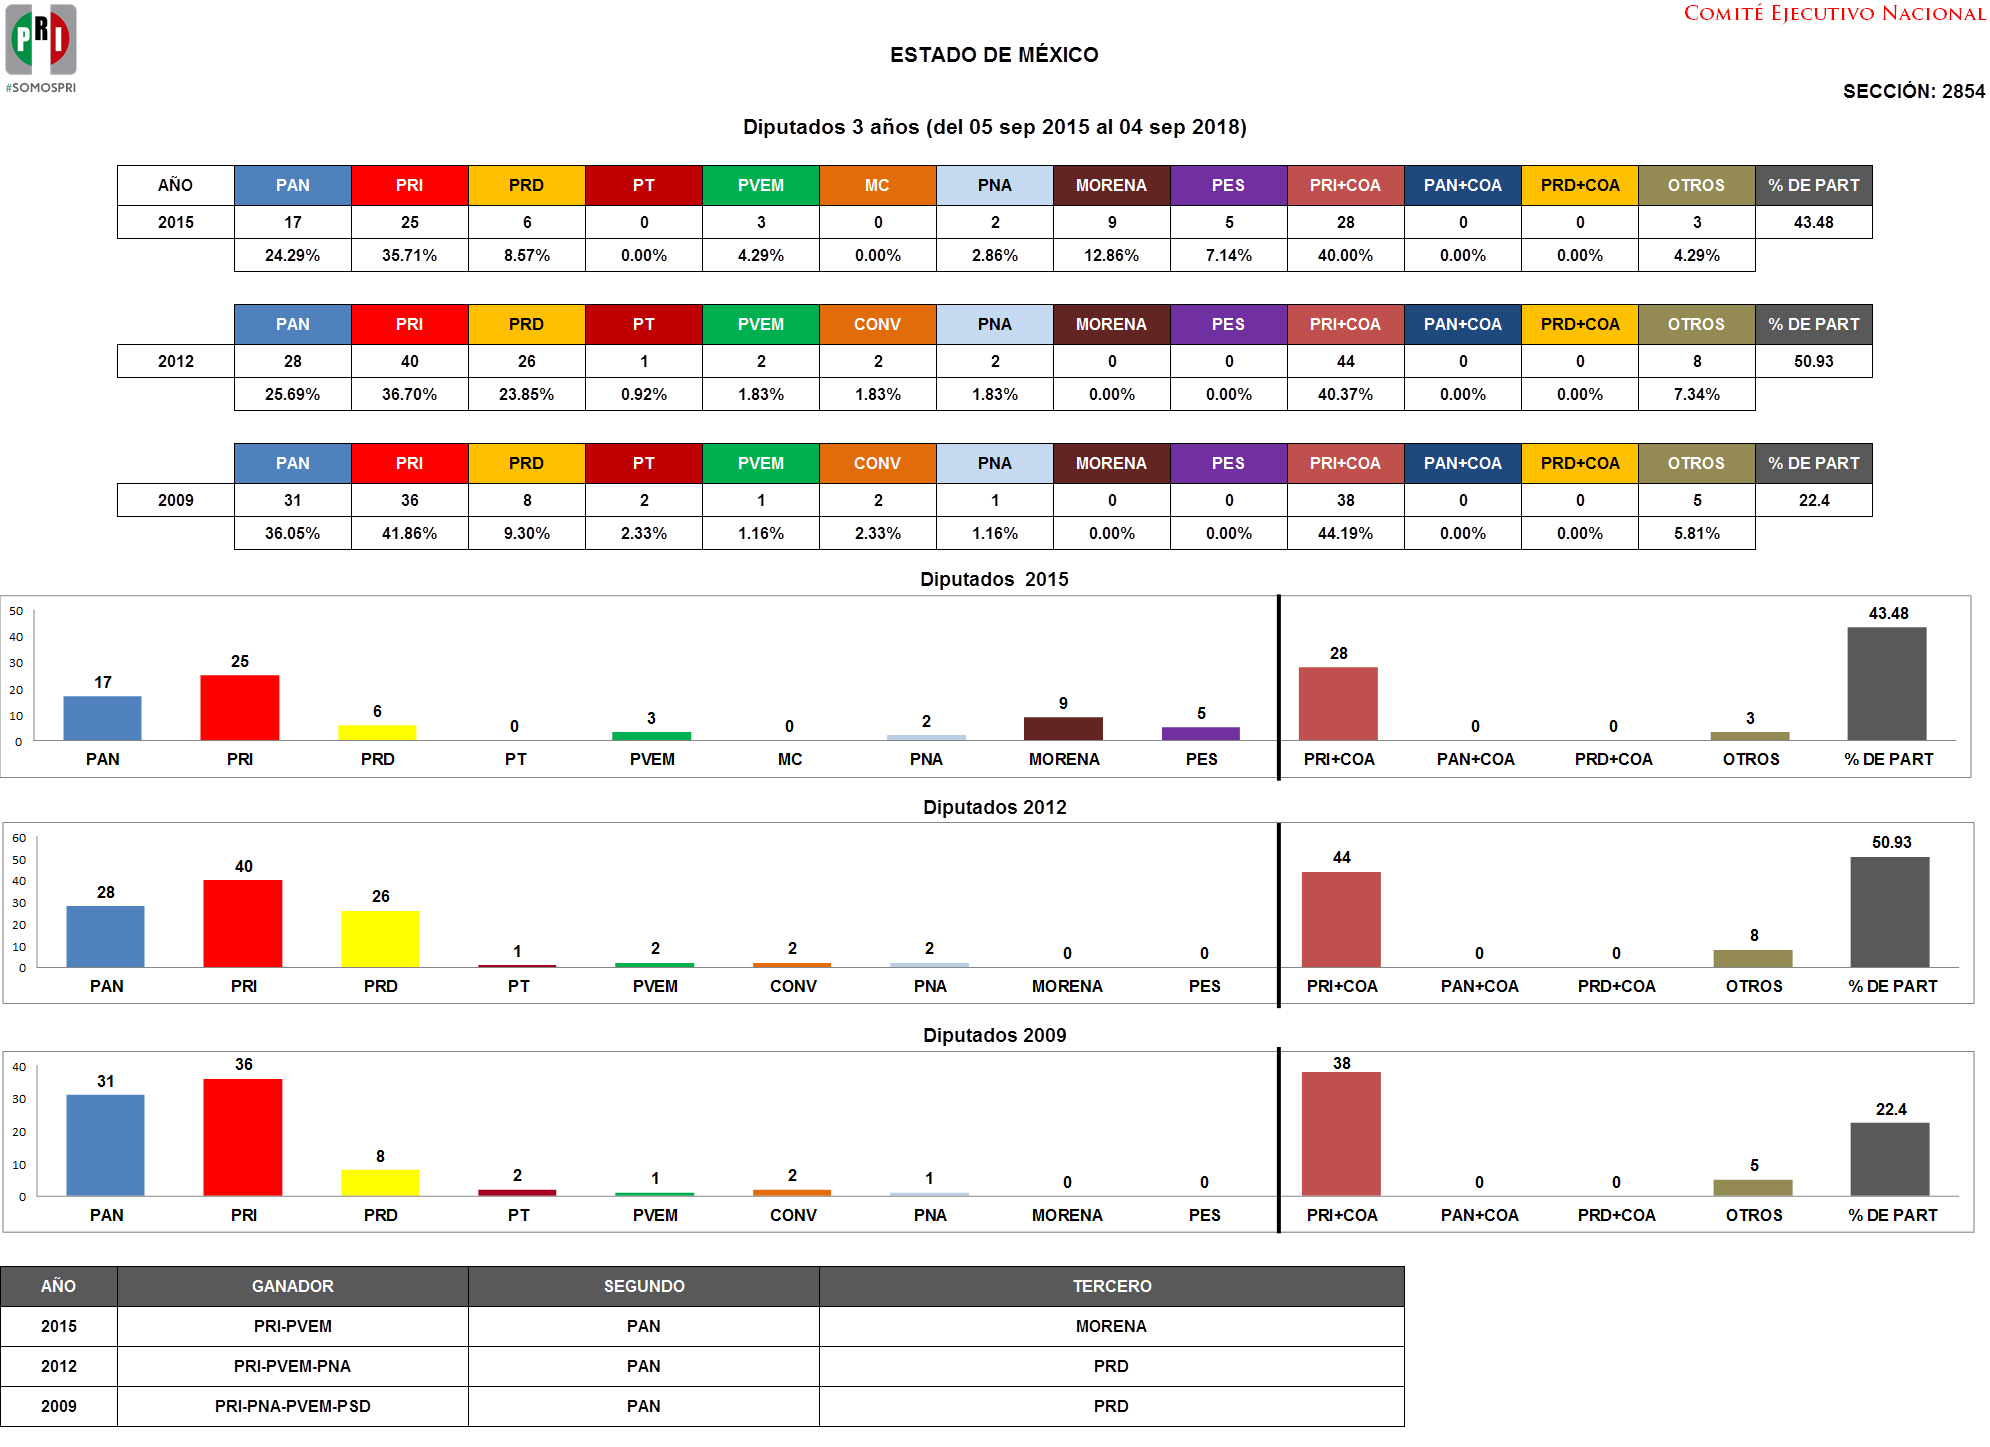 PRI
#SOMOSPRI
COMITÉ EJECUTIVO NACIONAL
ESTADO DE MÉXICO
SECCIÓN: 2854
Diputados 3 años (del 05 sep 2015 al 04 sep 2018)
AÑO PAN PRI PRD PT PVEM MC PNA MORENA PES PRI+COA PAN+COA PRD+COA OTROS % DE PART
2015 17 25 6 0 3 0 2 9 5 28 0 0 3 43.48
24.29% 35.71% 8.57% 0.00% 4.29% 0.00% 2.86% 12.86% 7.14% 40.00% 0.00% 0.00% 4.29%
PAN PRI PRD PT PVEM CONV PNA MORENA PES PRI+COA PAN+COA PRD+COA OTROS % DE PART
2012 28 40 26 1 2 2 2 0 0 44 0 0 8 50.93
25.69% 36.70% 23.85% 0.92% 1.83% 1.83% 1.83% 0.00% 0.00% 40.37% 0.00% 0.00% 7.34%
PAN PRI PRD PT PVEM CONV PNA MORENA PES PRI+COA PAN+COA PRD+COA OTROS % DE PART
2009 31 36 8 2 1 2 1 0 0 38 0 0 5 22.4
36.05% 41.86% 9.30% 2.33% 1.16% 2.33% 1.16% 0.00% 0.00% 44.19% 0.00% 0.00% 5.81%
Diputados 2015
50
40
30
20
10
0
17 25 6 0 3 0 2 9 5 28 0 0 3 43.48
PAN PRI PRD PT PVEM MC PNA MORENA PES PRI+COA PAN+COA PRD+COA OTROS % DE PART
Diputados 2012
60
50
40
30
20
10
0
28 40 26 1 2 2 2 0 0 44 0 0 8 50.93
PAN PRI PRD PT PVEM CONV PNA MORENA PES PRI+COA PAN+COA PRD+COA OTROS % DE PART
Diputados 2009
40
30
20
10
0
31 36 8 2 1 2 1 0 0 38 0 0 5 22.4
PAN PRI PRD PT PVEM CONV PNA MORENA PES PRI+COA PAN+COA PRD+COA OTROS % DE PART
AÑO GANADOR SEGUNDO TERCERO
2015 PRI-PVEM PAN MORENA
2012 PRI-PVEM-PNA PAN PRD
2009 PRI-PNA-PVEM-PSD PAN PRD